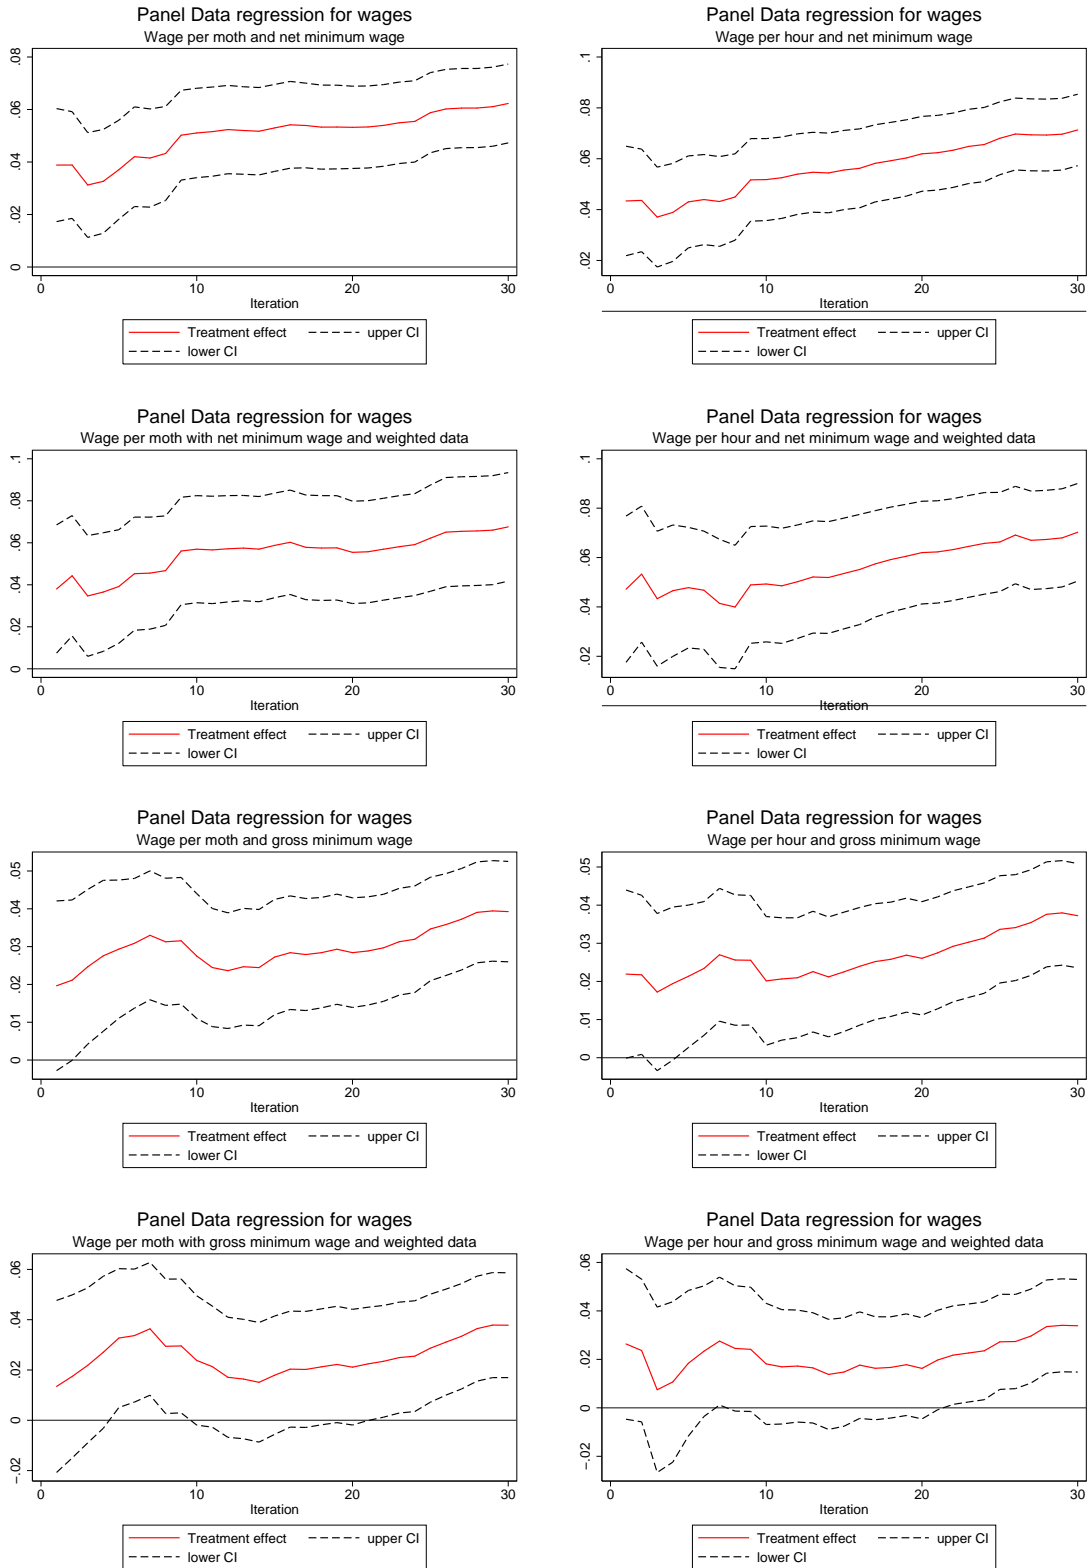 Panel Data regression for wages
Wage per moth and net minimum wage
0 .02 .04 .06 .08
0 10 20 30
Iteration
Treatment effect upper CI
lower CI
Panel Data regression for wages
Wage per hour and net minimum wage
.02 .04 .06 .08 .1
0 10 20 30
Iteration
Treatment effect upper CI
lower CI
Panel Data regression for wages
Wage per moth with net minimum wage and weighted data
0 .02 .04 .06 .08 .1
0 10 20 30
Iteration
Treatment effect upper CI
lower CI
Panel Data regression for wages
Wage per hour and net minimum wage and weighted data
.02 .04 .06 .08 .1
0 10 20 30
Iteration
Treatment effect upper CI
lower CI
Panel Data regression for wages
Wage per moth and gross minimum wage
0 .01 .02 .03 .04 .05
0 10 20 30
Iteration
Treatment effect upper CI
lower CI
Panel Data regression for wages
Wage per hour and gross minimum wage
0 .01 .02 .03 .04 .05
0 10 20 30
Iteration
Treatment effect upper CI
lower CI
Panel Data regression for wages
Wage per moth with gross minimum wage and weighted data
-.02 0 .02 .04 .06
0 10 20 30
Iteration
Treatment effect upper CI
lower CI
Panel Data regression for wages
Wage per hour and gross minimum wage and weighted data
-.02 0 .02 .04 .06
0 10 20 30
Iteration
Treatment effect upper CI
lower CI